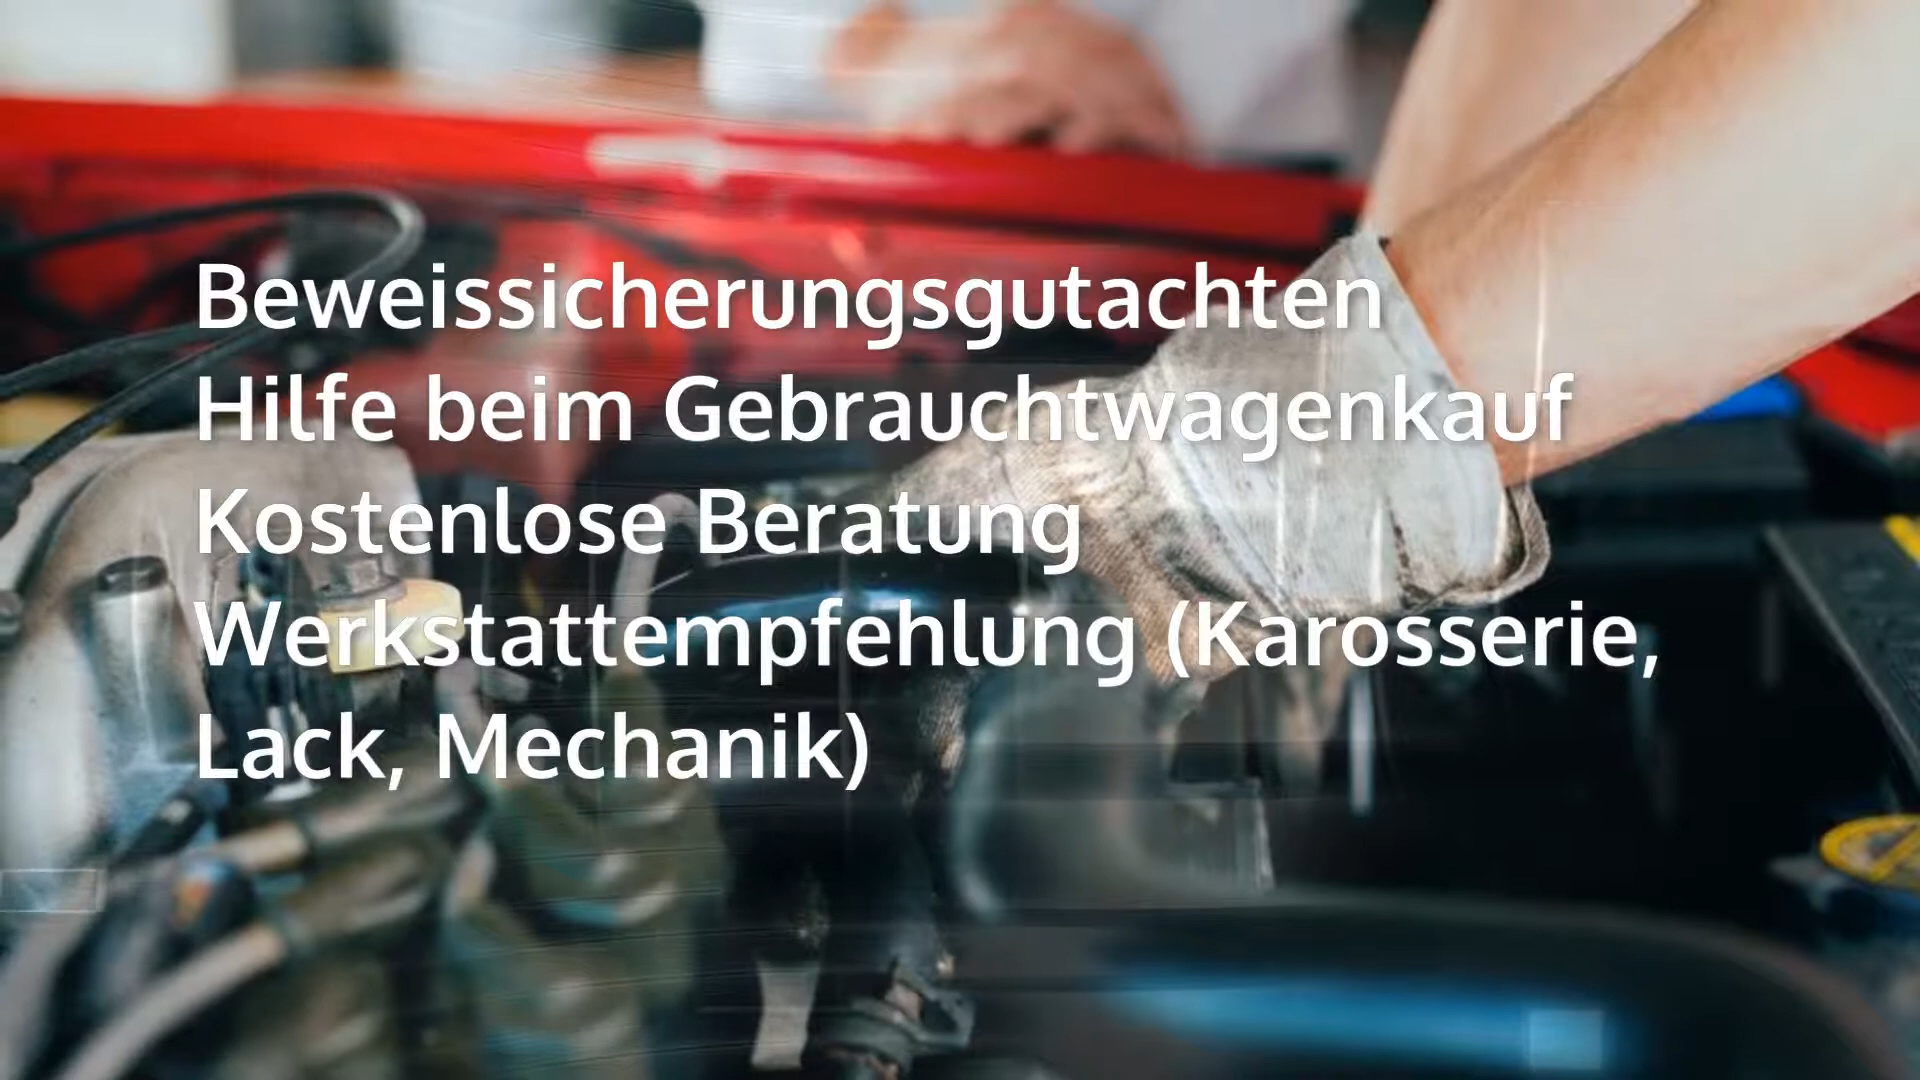 Beweissicherungsgutachten
Hilfe beim Gebrauchtwagenkauf
Kostenlose Beratung
Werkstattempfehlung (Karosserie,
Lack, Mechanik)